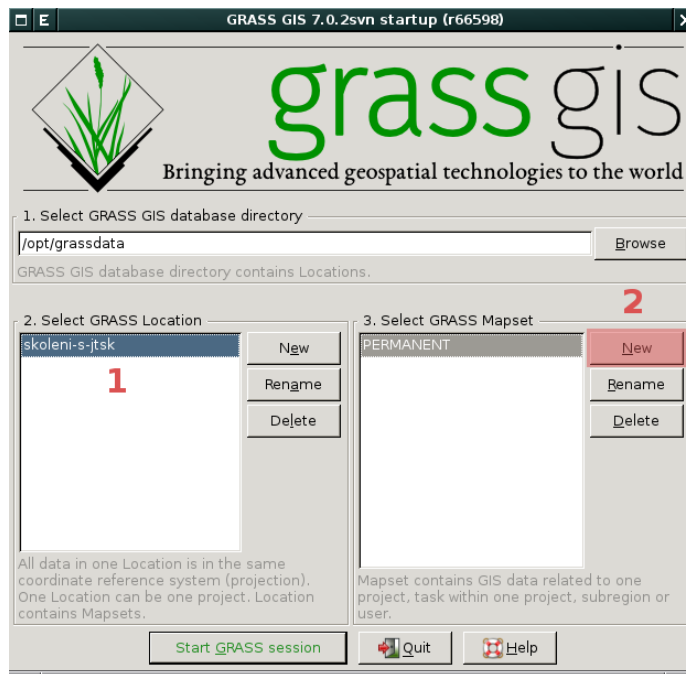 GRASS GIS 7.0.2svn startup (r66598)
grass gis
Bringing advanced geospatial technologies to the world
1. Select GRASS GIS database directory
/opt/grassdata
Browse
GRASS GIS database directory contains Locations.
2
2. Select GRASS Location
3. Select GRASS Mapset
skoleni-s-jtsk
New
PERMANENT
New
1
Rename
Rename
Delete
Delete
All data in one Location is in the same
coordinate reference system (projection).
One Location can be one project. Location
contains Mapsets.
Mapset contains GIS data related to one
project, task within one project, subregion or
user.
Start GRASS session
Quit
Help